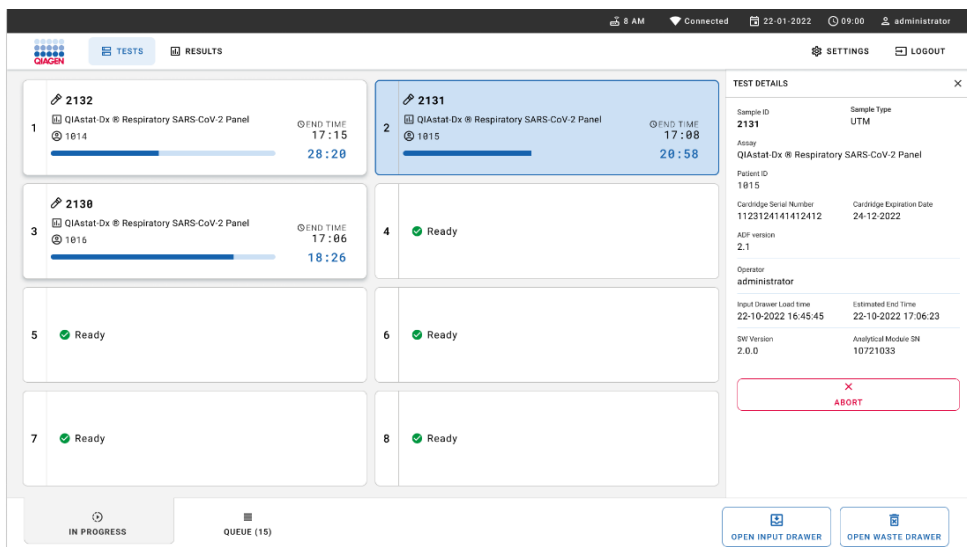 8 AM Connected 22-01-2022 09:00 administrator
QIAGEN TESTS RESULTS SETTINGS LOGOUT
1
2132
QIAstat-Dx ® Respiratory SARS-CoV-2 Panel
1014
END TIME
17:15
28:20
2
2131
QIAstat-Dx ® Respiratory SARS-CoV-2 Panel
1015
END TIME
17:08
20:58
3
2130
QIAstat-Dx ® Respiratory SARS-CoV-2 Panel
1016
END TIME
17:06
18:26
4 Ready
5 Ready
6 Ready
7 Ready
8 Ready
TEST DETAILS
Sample ID Sample Type
2131 UTM
Assay
QIAstat-Dx ® Respiratory SARS-CoV-2 Panel
Patient ID
1015
Cardridge Serial Number Cardridge Expiration Date
1123124141412412 24-12-2022
ADF version
2.1
Operator
administrator
Input Drawer Load time Estimated End Time
22-10-2022 16:45:45 22-10-2022 17:06:23
SW Version Analytical Module SN
2.0.0 10721033
ABORT
IN PROGRESS
QUEUE (15)
OPEN INPUT DRAWER
OPEN WASTE DRAWER